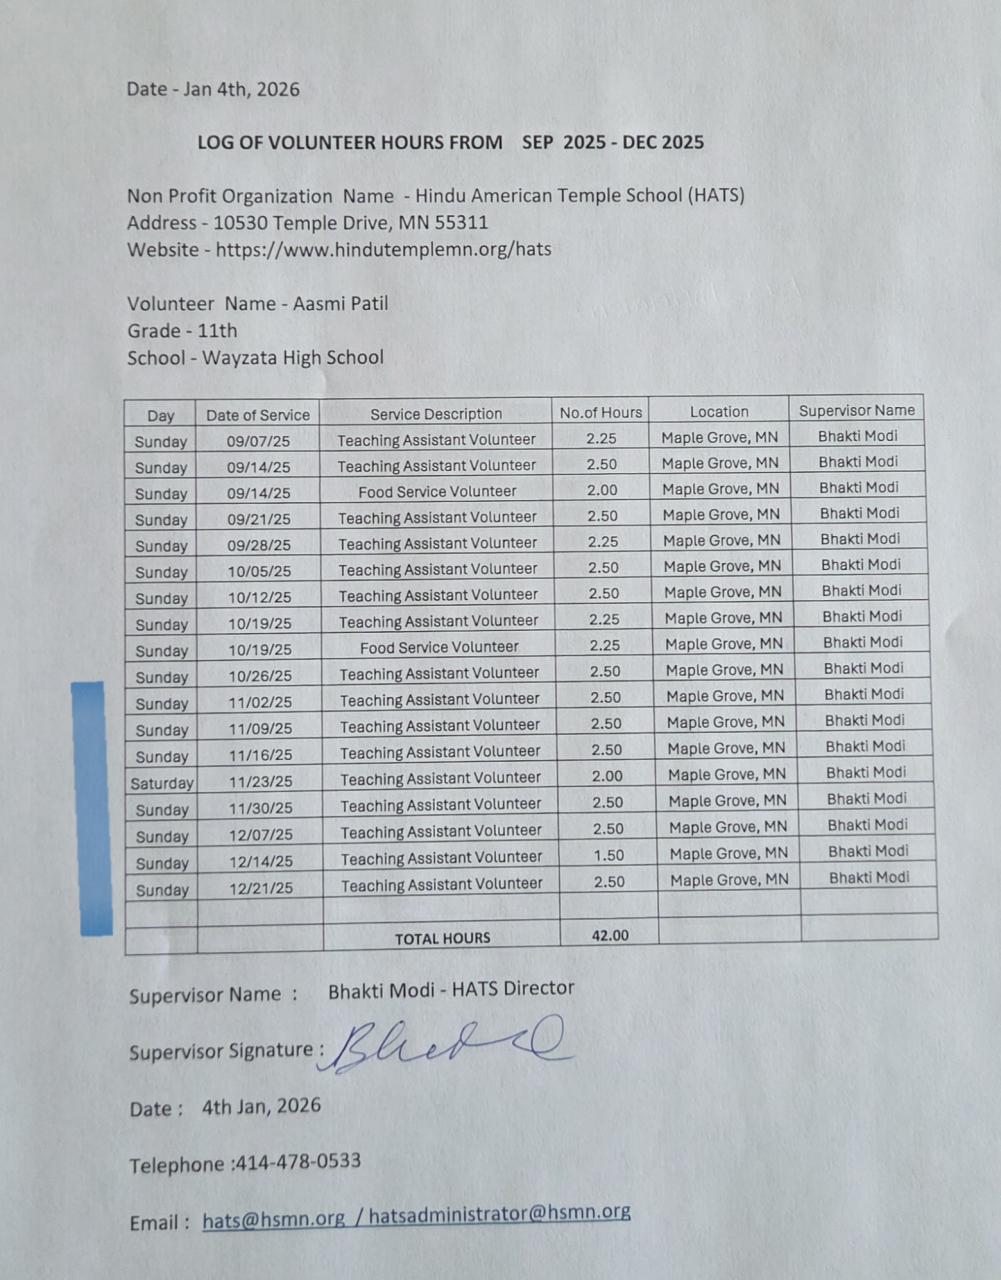 Date - Jan 4th, 2026
LOG OF VOLUNTEER HOURS FROM SEP 2025 - DEC 2025
Non Profit Organization Name - Hindu American Temple School (HATS)
Address - 10530 Temple Drive, MN 55311
Website - https://www.hindutemplemn.org/hats
Volunteer Name - Aasmi Patil
Grade - 11th
School - Wayzata High School
Day Date of Service Service Description No.of Hours Location Supervisor Name
Sunday 09/07/25 Teaching Assistant Volunteer 2.25 Maple Grove, MN Bhakti Modi
Sunday 09/14/25 Teaching Assistant Volunteer 2.50 Maple Grove, MN Bhakti Modi
Sunday 09/14/25 Food Service Volunteer 2.00 Maple Grove, MN Bhakti Modi
Sunday 09/21/25 Teaching Assistant Volunteer 2.50 Maple Grove, MN Bhakti Modi
Sunday 09/28/25 Teaching Assistant Volunteer 2.25 Maple Grove, MN Bhakti Modi
Sunday 10/05/25 Teaching Assistant Volunteer 2.50 Maple Grove, MN Bhakti Modi
Sunday 10/12/25 Teaching Assistant Volunteer 2.50 Maple Grove, MN Bhakti Modi
Sunday 10/19/25 Teaching Assistant Volunteer 2.25 Maple Grove, MN Bhakti Modi
Sunday 10/19/25 Food Service Volunteer 2.25 Maple Grove, MN Bhakti Modi
Sunday 10/26/25 Teaching Assistant Volunteer 2.50 Maple Grove, MN Bhakti Modi
Sunday 11/02/25 Teaching Assistant Volunteer 2.50 Maple Grove, MN Bhakti Modi
Sunday 11/09/25 Teaching Assistant Volunteer 2.50 Maple Grove, MN Bhakti Modi
Sunday 11/16/25 Teaching Assistant Volunteer 2.50 Maple Grove, MN Bhakti Modi
Saturday 11/23/25 Teaching Assistant Volunteer 2.00 Maple Grove, MN Bhakti Modi
Sunday 11/30/25 Teaching Assistant Volunteer 2.50 Maple Grove, MN Bhakti Modi
Sunday 12/07/25 Teaching Assistant Volunteer 2.50 Maple Grove, MN Bhakti Modi
Sunday 12/14/25 Teaching Assistant Volunteer 1.50 Maple Grove, MN Bhakti Modi
Sunday 12/21/25 Teaching Assistant Volunteer 2.50 Maple Grove, MN Bhakti Modi
TOTAL HOURS 42.00
Supervisor Name : Bhakti Modi - HATS Director
Supervisor Signature :
Date : 4th Jan, 2026
Telephone :414-478-0533
Email : hats@hsmn.org / hatsadministrator@hsmn.org